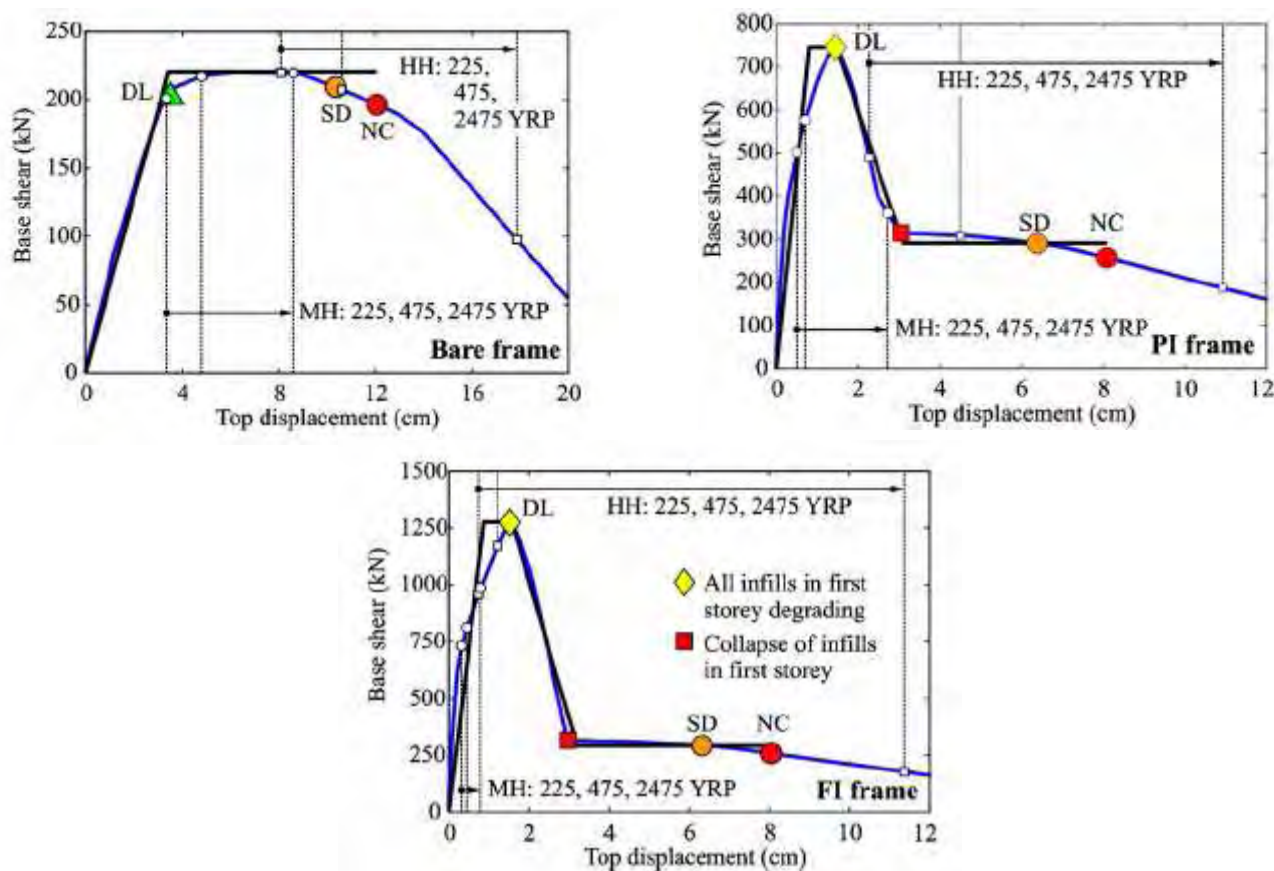 250
200
150
100
50
0
Base shear (kN)
DL
HH: 225,
475,
2475 YRP
SD
NC
MH: 225, 475, 2475 YRP
Bare frame
0 4 8 12 16 20
Top displacement (cm)
800
700
600
500
400
300
200
100
0
Base shear (kN)
DL
HH: 225, 475, 2475 YRP
SD
NC
MH: 225, 475, 2475 YRP
PI frame
0 2 4 6 8 10 12
Top displacement (cm)
1500
1250
1000
750
500
250
0
Base shear (kN)
HH: 225, 475, 2475 YRP
DL
All infills in first
storey degrading
Collapse of infills
in first storey
SD
NC
MH: 225, 475, 2475 YRP
FI frame
0 2 4 6 8 10 12
Top displacement (cm)